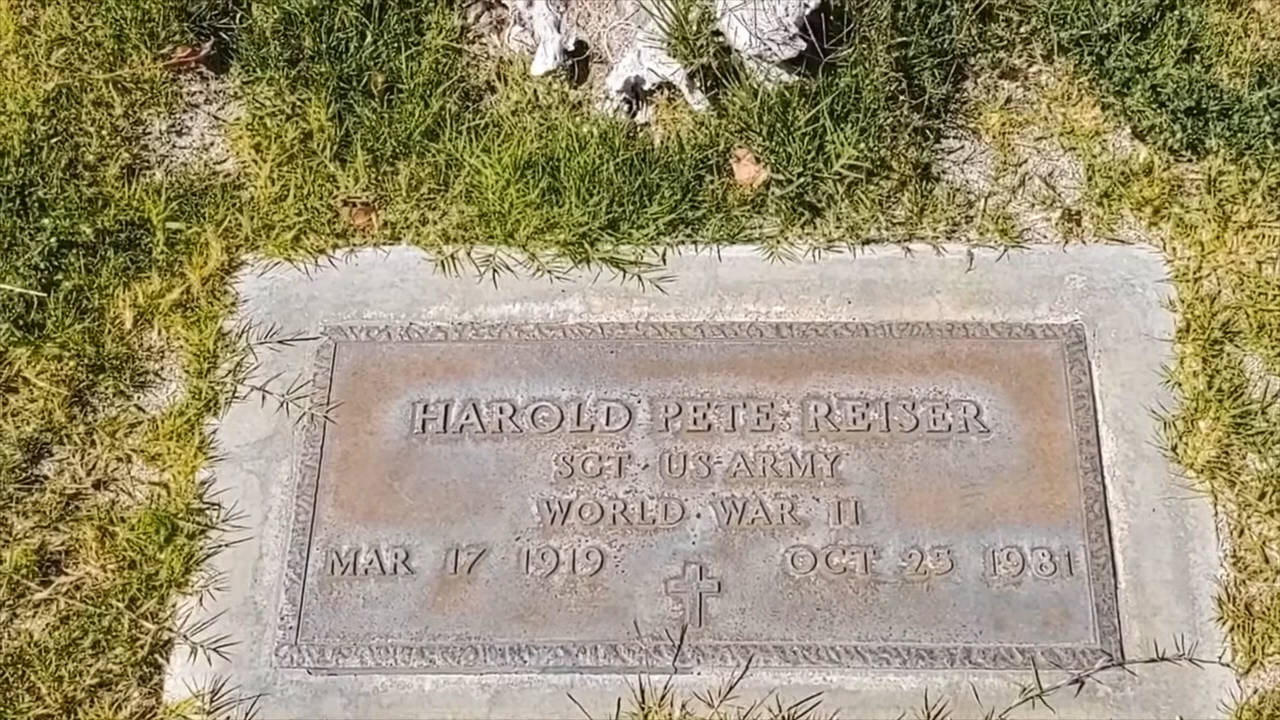 HAROLD PETE REISER
SGT US ARMY
WORLD WAR II
MAR 17 1919 OCT 25 1981